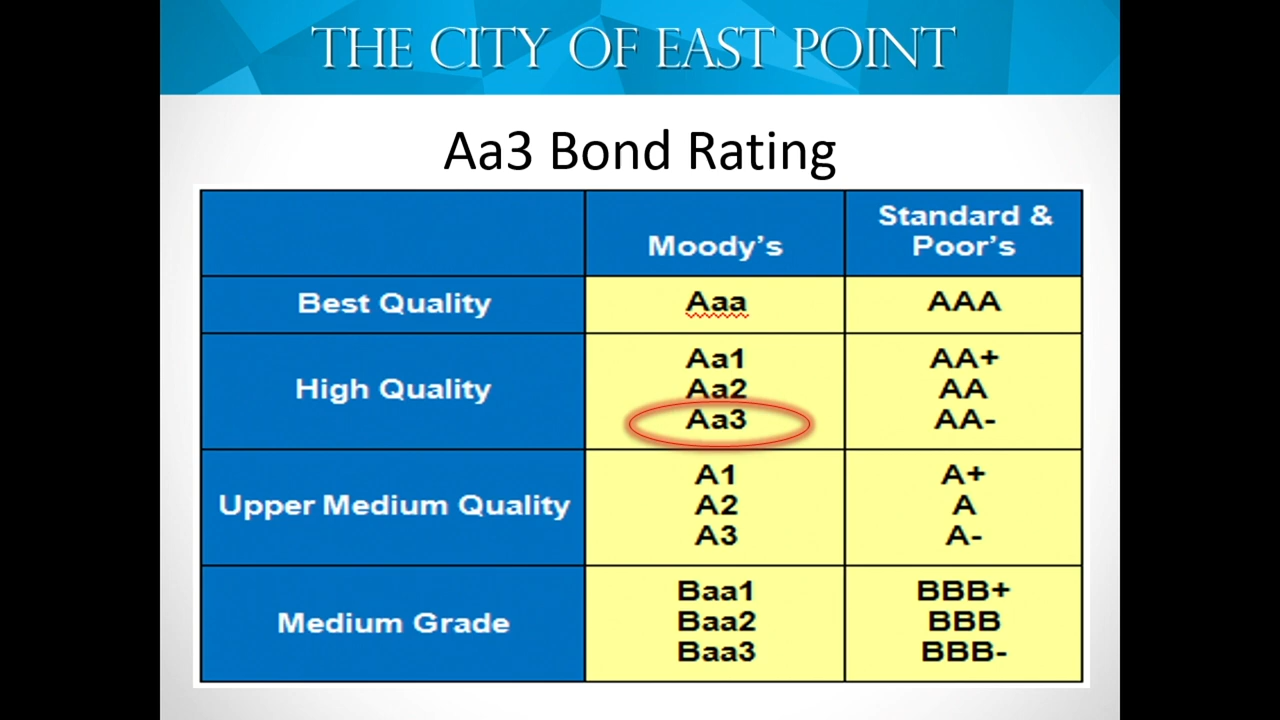 THE CITY OF EAST POINT
Aa3 Bond Rating
Moody's
Standard &
Poor's
Best Quality
Aaa
AAA
High Quality
Aa1
Aa2
Aa3
AA+
AA
AA-
Upper Medium Quality
A1
A2
A3
A+
A
A-
Medium Grade
Baa1
Baa2
Baa3
BBB+
BBB
BBB-